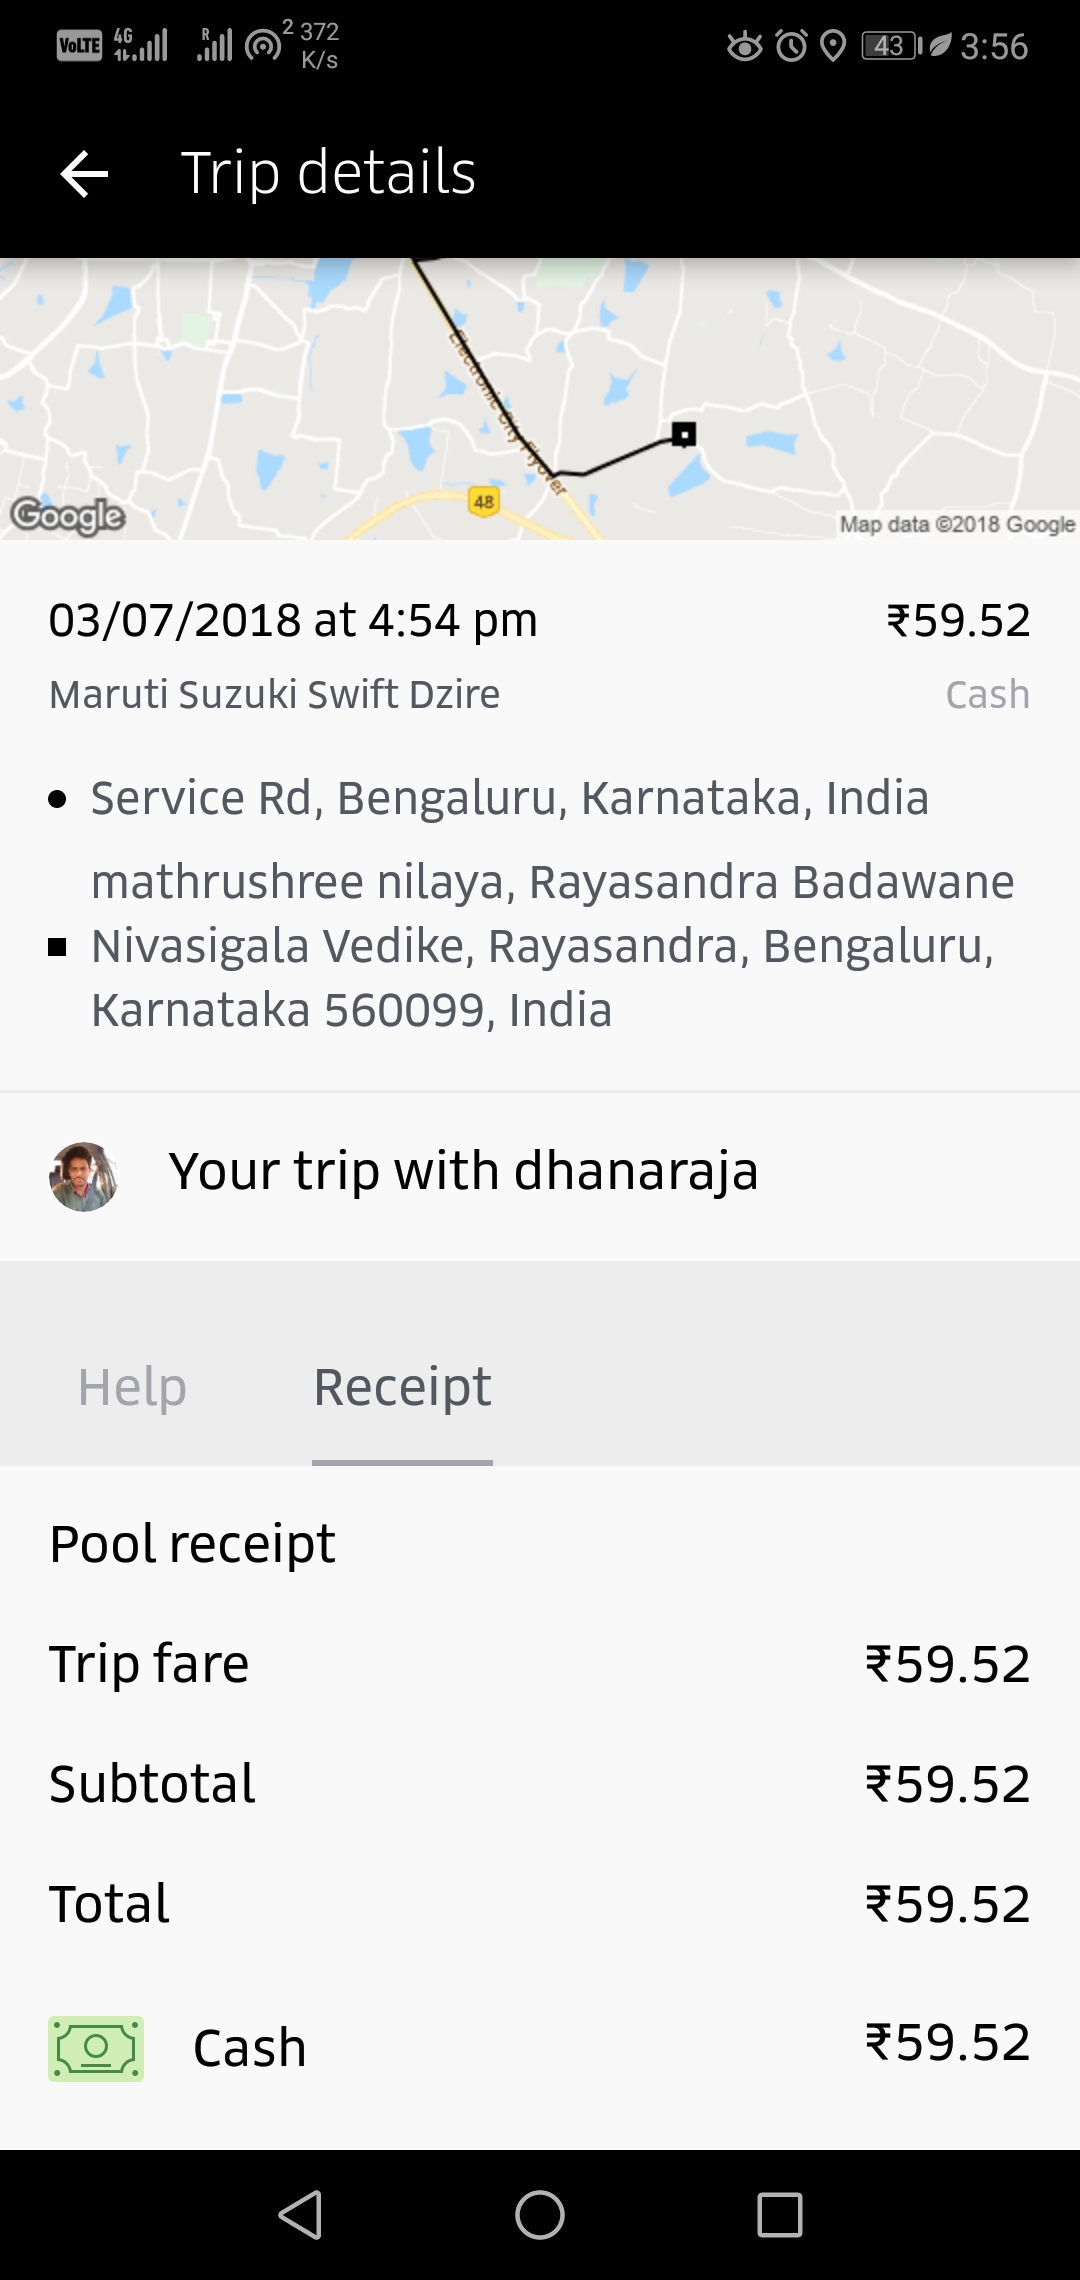 VoLTE 4G R 2 372 K/s 43 3:56
Trip details
Electronic City Flyover
48
Google
Map data ©2018 Google
03/07/2018 at 4:54 pm ₹59.52
Maruti Suzuki Swift Dzire Cash
Service Rd, Bengaluru, Karnataka, India
mathrushree nilaya, Rayasandra Badawane
Nivasigala Vedike, Rayasandra, Bengaluru,
Karnataka 560099, India
Your trip with dhanaraja
Help Receipt
Pool receipt
Trip fare ₹59.52
Subtotal ₹59.52
Total ₹59.52
Cash ₹59.52